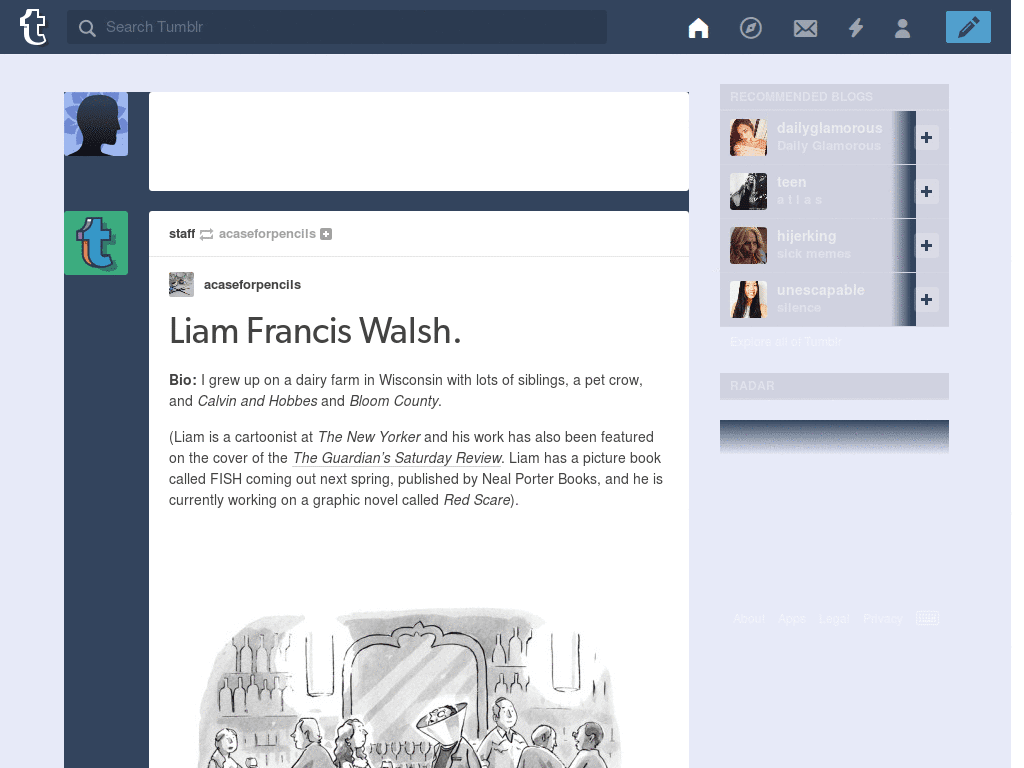 Search Tumblr
RECOMMENDED BLOGS
dailyglamorous
Daily Glamorous
teen
a t l a s
hijerking
sick memes
unescapable
silence
Explore all of Tumblr
RADAR
staff acaseforpencils
acaseforpencils
Liam Francis Walsh.
Bio: I grew up on a dairy farm in Wisconsin with lots of siblings, a pet crow,
and Calvin and Hobbes and Bloom County.
(Liam is a cartoonist at The New Yorker and his work has also been featured
on the cover of the The Guardian’s Saturday Review. Liam has a picture book
called FISH coming out next spring, published by Neal Porter Books, and he is
currently working on a graphic novel called Red Scare).
About Apps Legal Privacy